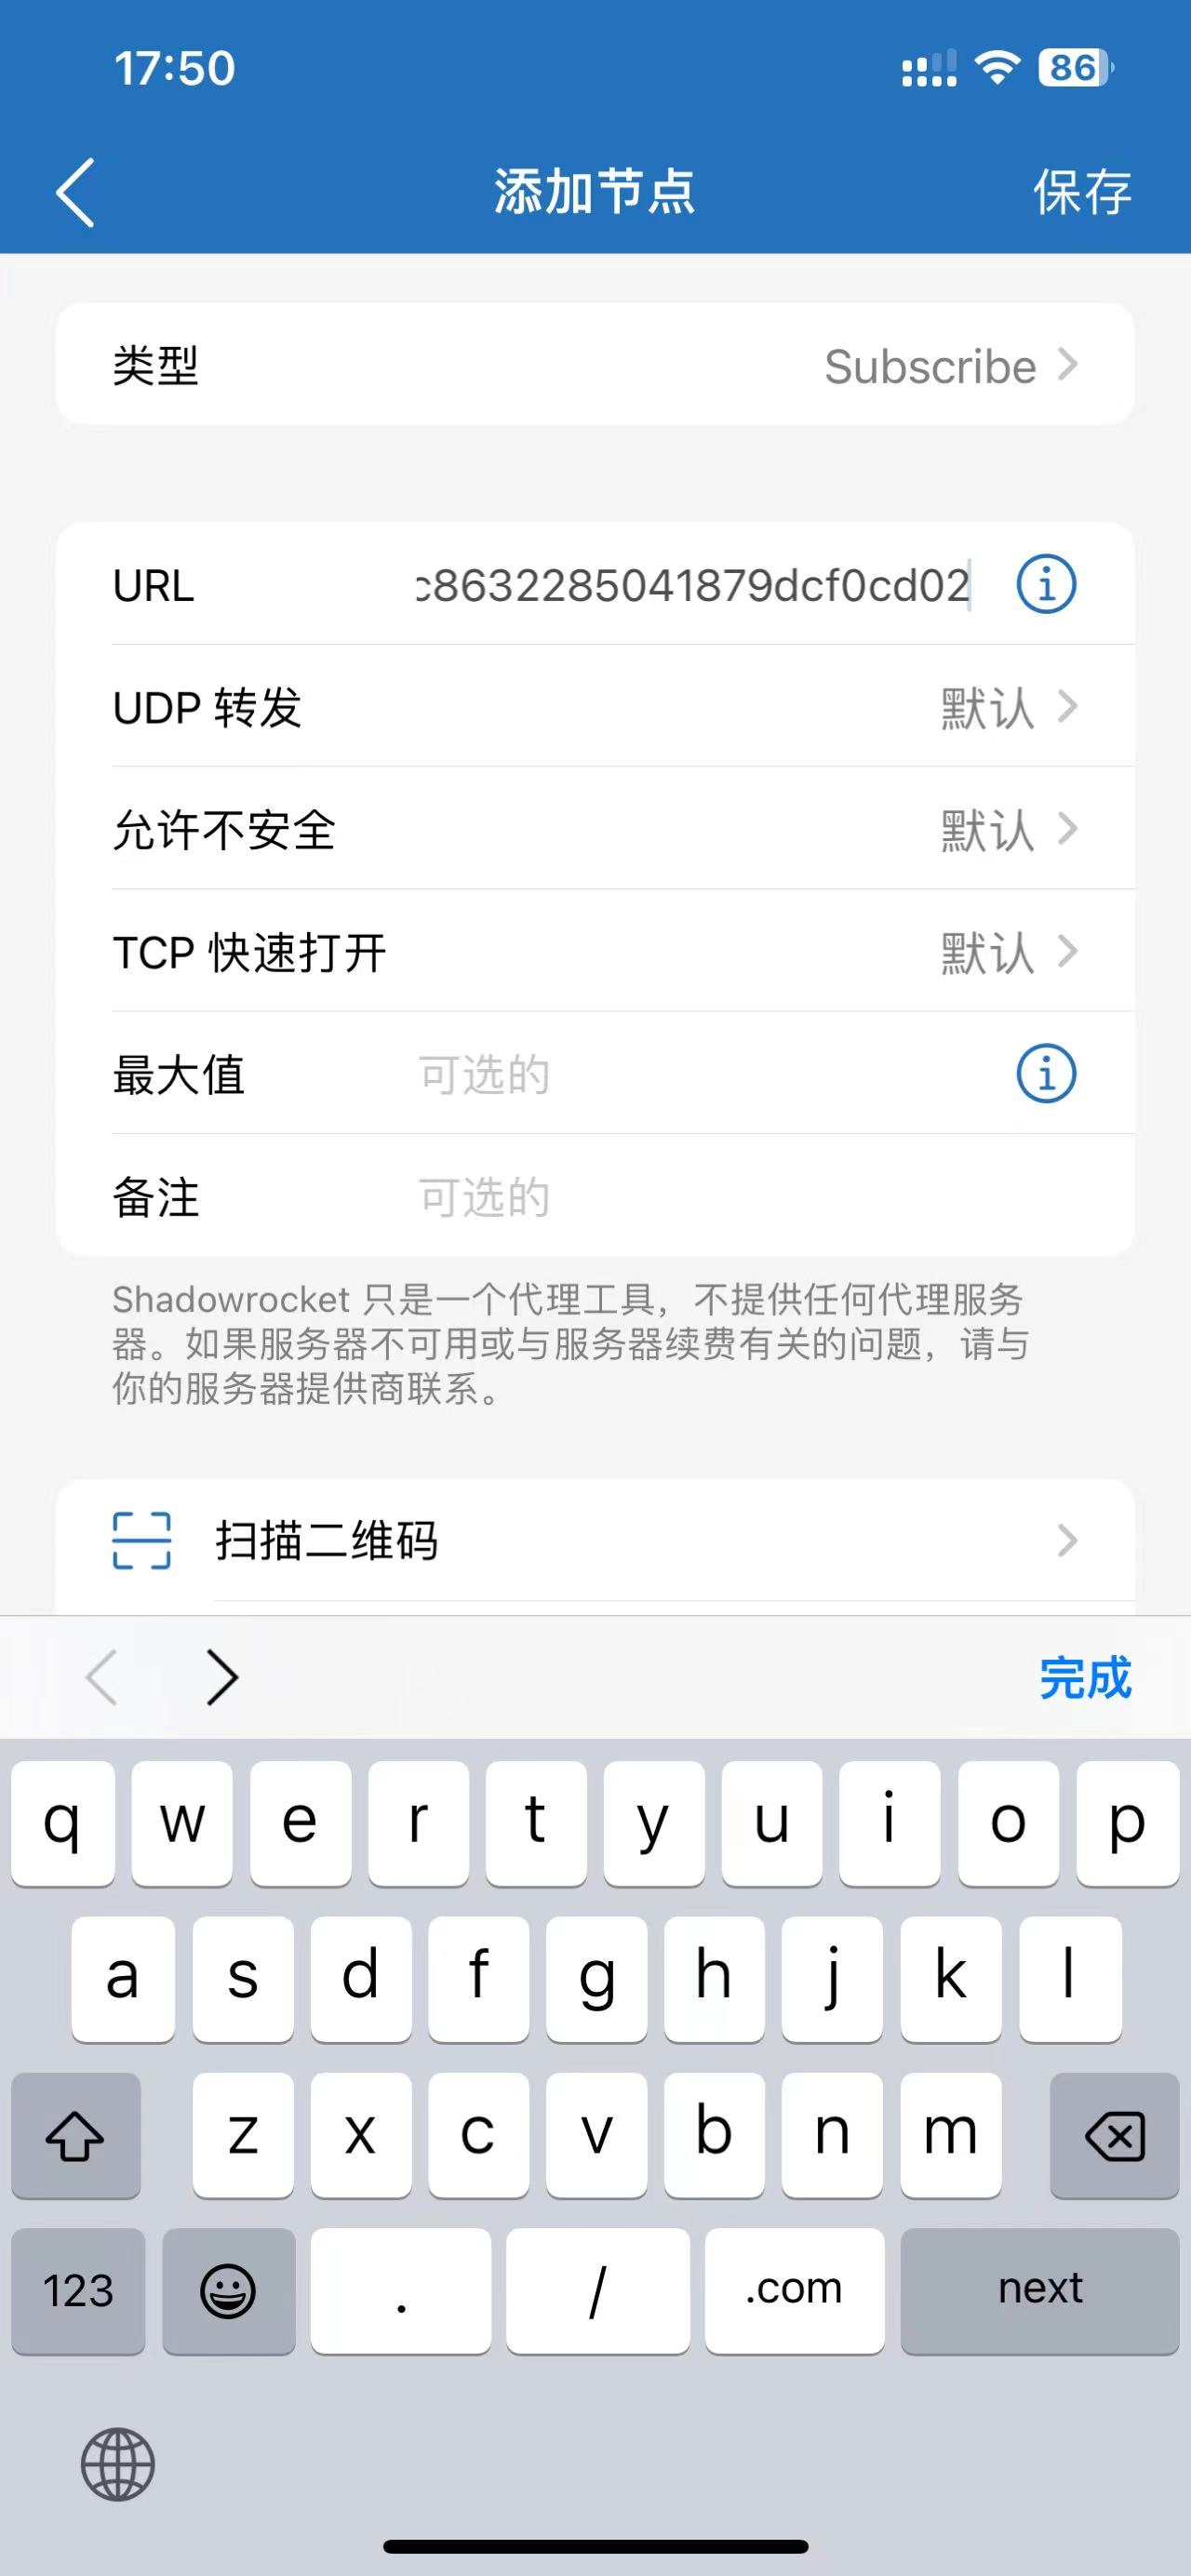 17:50
86
添加节点
保存
类型
Subscribe
URL
c8632285041879dcf0cd02
UDP 转发
默认
允许不安全
默认
TCP 快速打开
默认
最大值
可选的
备注
可选的
Shadowrocket 只是一个代理工具，不提供任何代理服务
器。如果服务器不可用或与服务器续费有关的问题，请与
你的服务器提供商联系。
扫描二维码
完成
q w e r t y u i o p
a s d f g h j k l
z x c v b n m
123 . / .com next